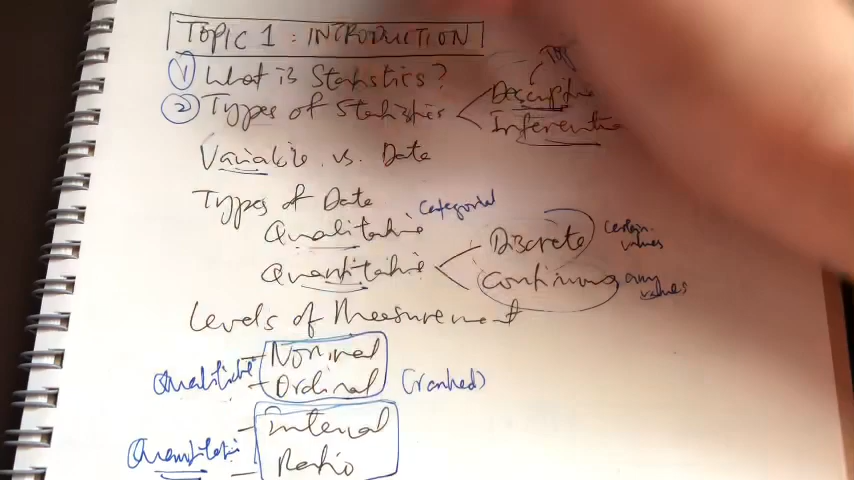 TOPIC 1 : INTRODUCTION
① What is Statistics?
② Types of Statistics
Descriptive
Inferential
Variable vs. Data
Types of Data
Qualitative Categorical
Quantitative
Discrete certain values
Continuous any values
Levels of Measurement
Qualitative
- Nominal
- Ordinal (ranked)
Quantitative
- Interval
- Ratio